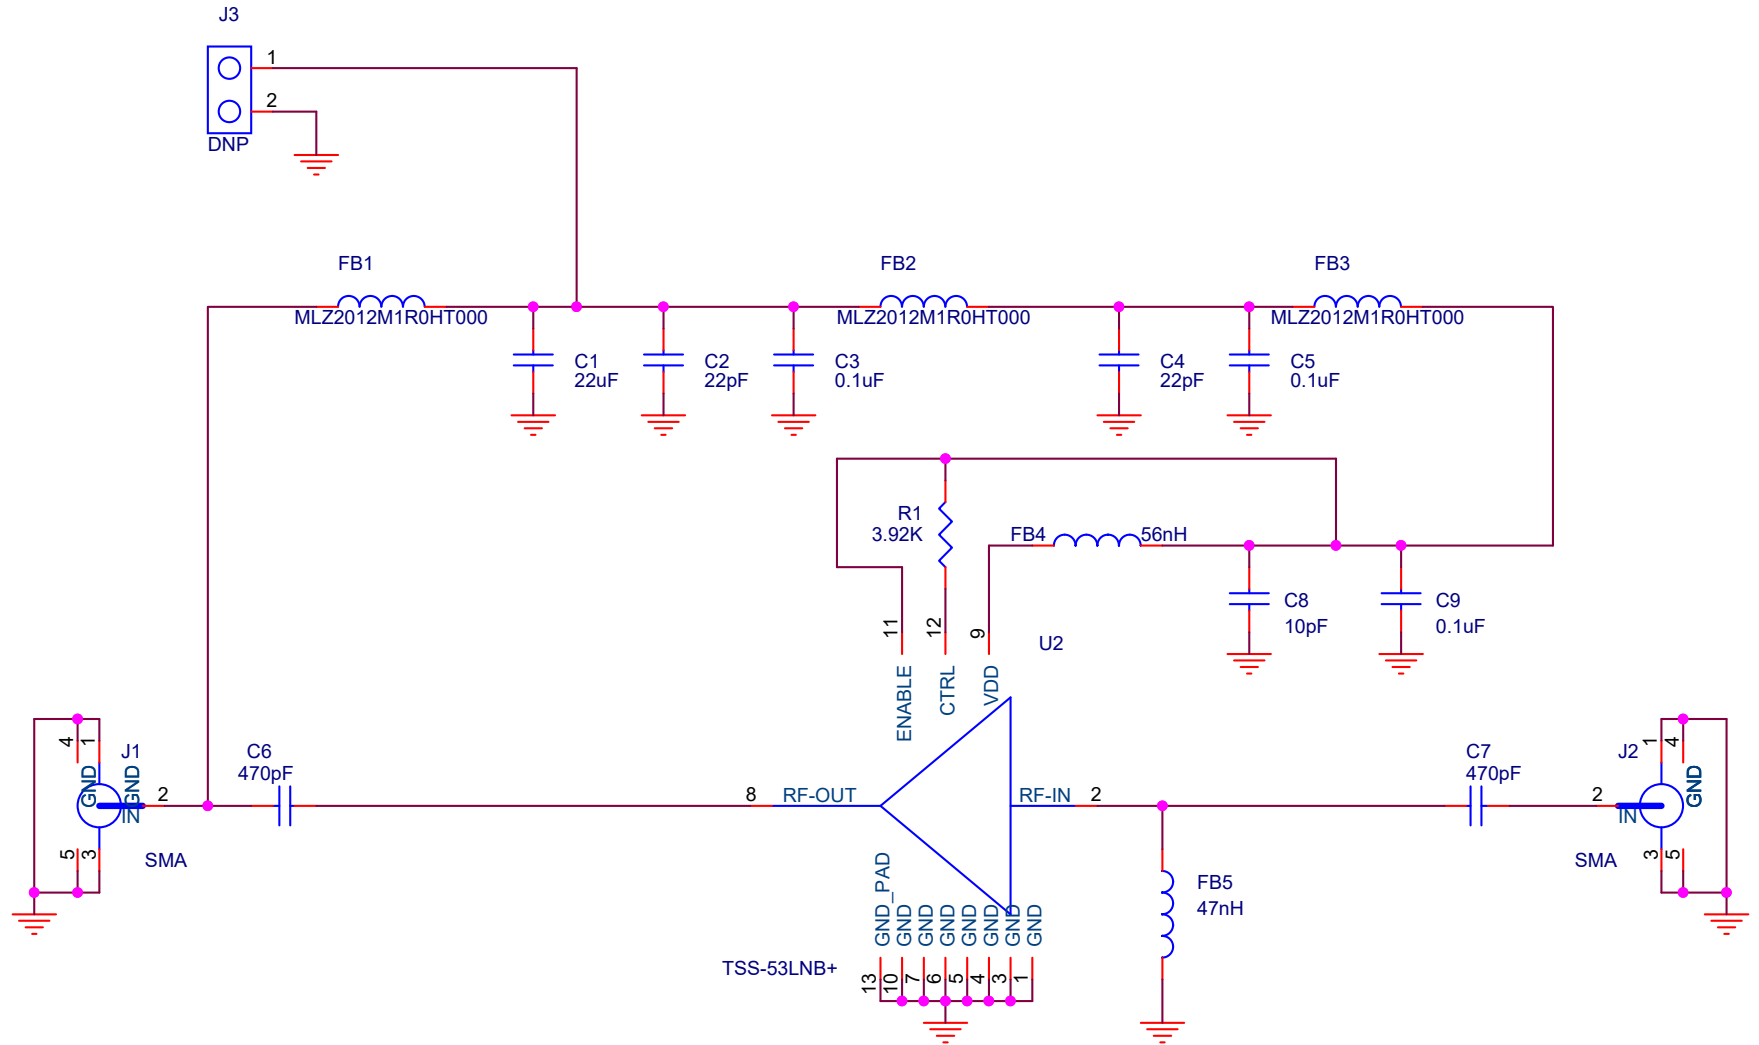 J3
1
2
DNP
FB1
FB2
FB3
MLZ2012M1R0HT000
MLZ2012M1R0HT000
MLZ2012M1R0HT000
C1
22uF
C2
22pF
C3
0.1uF
C4
22pF
C5
0.1uF
R1
3.92K
FB4
56nH
C8
10pF
C9
0.1uF
11
12
9
U2
ENABLE
CTRL
VDD
4
1
J1
GND
GND
2
IN
5
3
SMA
C6
470pF
8
RF-OUT
RF-IN
2
C7
470pF
J2
1
4
GND
2
IN
3
5
SMA
FB5
47nH
GND_PAD
GND
GND
GND
GND
GND
GND
GND
TSS-53LNB+
13
10
7
6
5
4
3
1